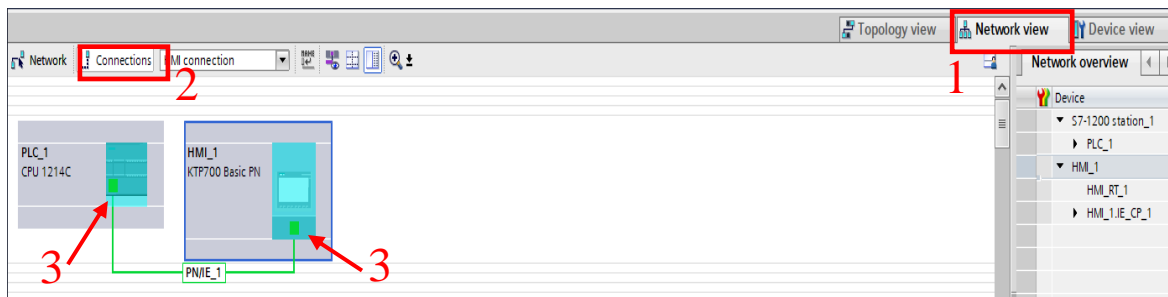 Topology view Network view Device view
Network Connections HMI connection
Network overview
1
2
Device
S7-1200 station_1
PLC_1
HMI_1
HMI_RT_1
HMI_1.IE_CP_1
PLC_1
CPU 1214C
HMI_1
KTP700 Basic PN
3
3
PN/IE_1